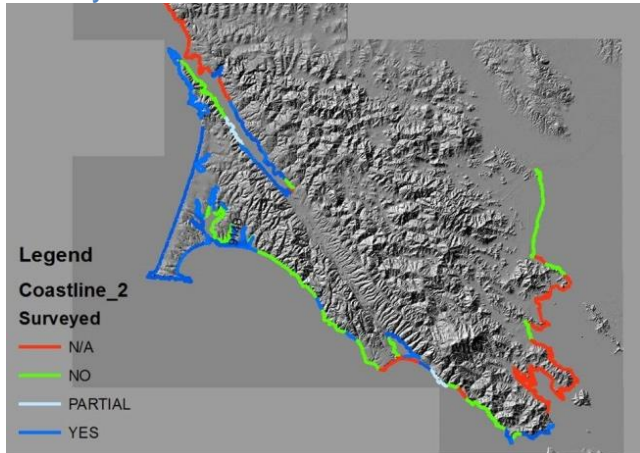 Legend
Coastline_2
Surveyed
N/A
NO
PARTIAL
YES